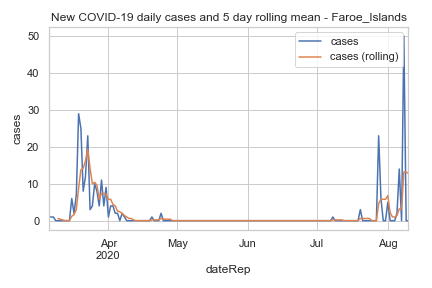 New COVID-19 daily cases and 5 day rolling mean - Faroe_Islands
cases
cases (rolling)
cases
50
40
30
20
10
0
Apr May Jun Jul Aug
2020
dateRep